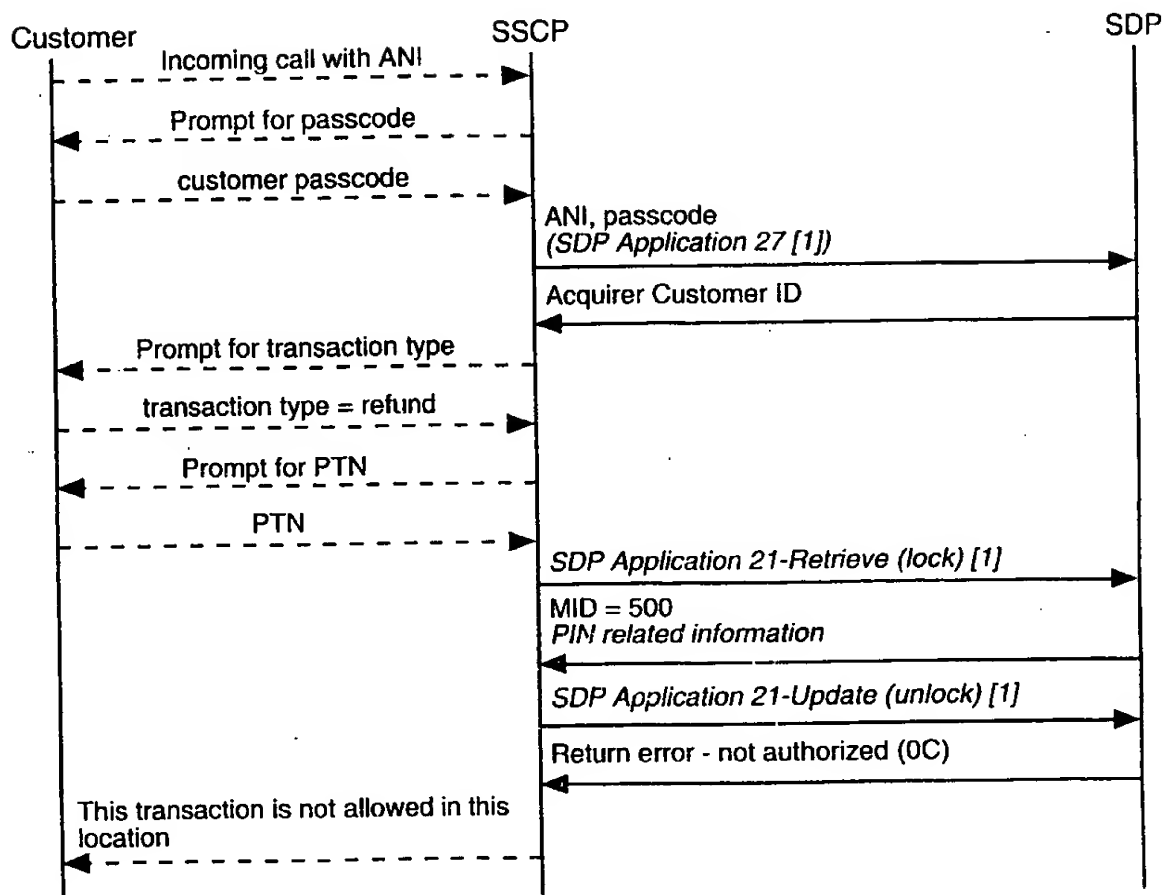 Customer
SSCP
SDP
Incoming call with ANI
Prompt for passcode
customer passcode
ANI, passcode
(SDP Application 27 [1])
Acquirer Customer ID
Prompt for transaction type
transaction type = refund
Prompt for PTN
PTN
SDP Application 21-Retrieve (lock) [1]
MID = 500
PIN related information
SDP Application 21-Update (unlock) [1]
Return error - not authorized (0C)
This transaction is not allowed in this
location